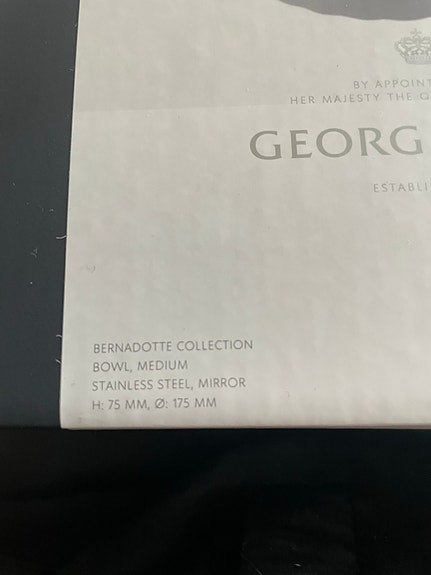 BY APPOINT
HER MAJESTY THE Q
GEORG
ESTABLI
BERNADOTTE COLLECTION
BOWL, MEDIUM
STAINLESS STEEL, MIRROR
H: 75 MM, Ø: 175 MM